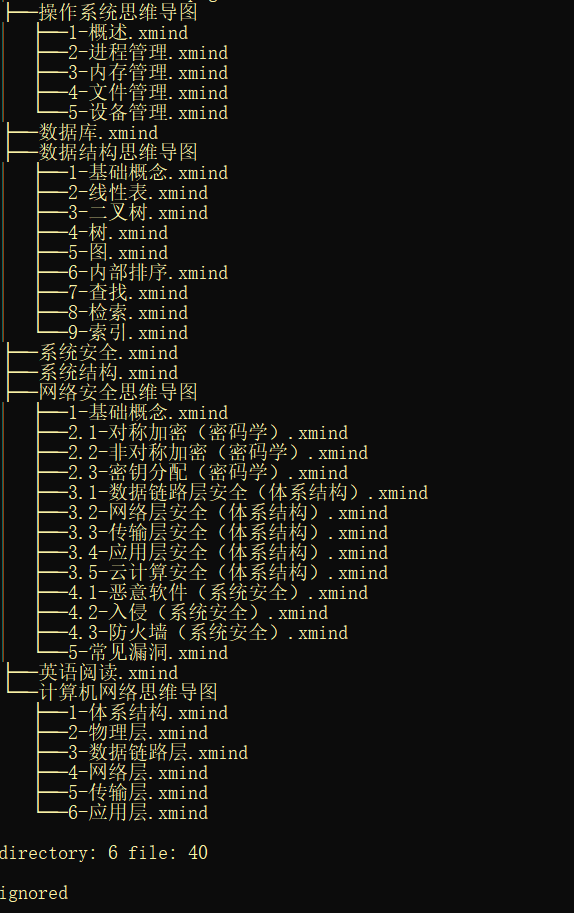 ├──操作系统思维导图
│  ├──1-概述.xmind
│  ├──2-进程管理.xmind
│  ├──3-内存管理.xmind
│  ├──4-文件管理.xmind
│  └──5-设备管理.xmind
├──数据库.xmind
├──数据结构思维导图
│  ├──1-基础概念.xmind
│  ├──2-线性表.xmind
│  ├──3-二叉树.xmind
│  ├──4-树.xmind
│  ├──5-图.xmind
│  ├──6-内部排序.xmind
│  ├──7-查找.xmind
│  ├──8-检索.xmind
│  └──9-索引.xmind
├──系统安全.xmind
├──系统结构.xmind
├──网络安全思维导图
│  ├──1-基础概念.xmind
│  ├──2.1-对称加密（密码学）.xmind
│  ├──2.2-非对称加密（密码学）.xmind
│  ├──2.3-密钥分配（密码学）.xmind
│  ├──3.1-数据链路层安全（体系结构）.xmind
│  ├──3.2-网络层安全（体系结构）.xmind
│  ├──3.3-传输层安全（体系结构）.xmind
│  ├──3.4-应用层安全（体系结构）.xmind
│  ├──3.5-云计算安全（体系结构）.xmind
│  ├──4.1-恶意软件（系统安全）.xmind
│  ├──4.2-入侵（系统安全）.xmind
│  ├──4.3-防火墙（系统安全）.xmind
│  └──5-常见漏洞.xmind
├──英语阅读.xmind
└──计算机网络思维导图
   ├──1-体系结构.xmind
   ├──2-物理层.xmind
   ├──3-数据链路层.xmind
   ├──4-网络层.xmind
   ├──5-传输层.xmind
   └──6-应用层.xmind
directory: 6 file: 40
ignored